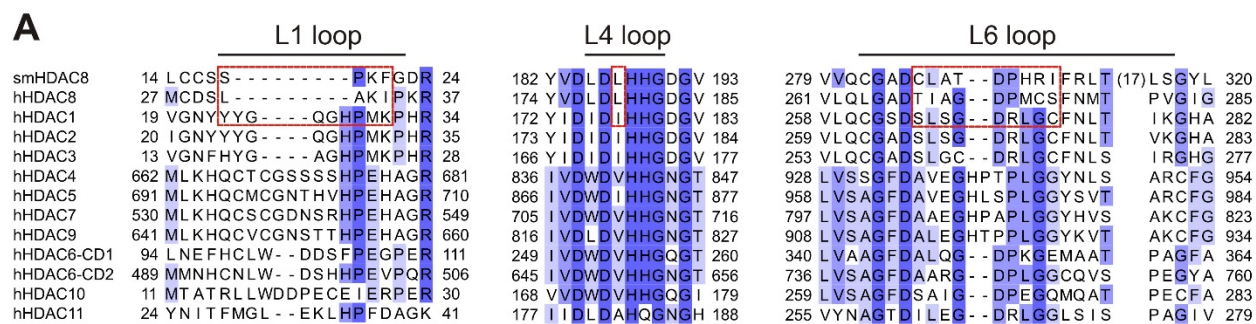 A
L1 loop L4 loop L6 loop
smHDAC8 14 LCCSS---------PKFGDR 24 182 YVDLDLHHGDGV 193 279 VVQCGADCLAT--DPHRIFRLT (17) LSGYL 320
hHDAC8 27 MCDSL---------AKIPKR 37 174 YVDLDLHHGDGV 185 261 VLQLGADTIAG--DPMCSFNMT PVGIG 285
hHDAC1 19 VGNYYYG----QGHPMKPHR 34 172 YIDIDIHHGDGV 183 258 VLQCGSDSLSG--DRLGCFNLT IKGHA 282
hHDAC2 20 IGNYYYG----QGHPMKPHR 35 173 YIDIDIHHGDGV 184 259 VLQCGADSLSG--DRLGCFNLT VKGHA 283
hHDAC3 13 VGNFHYG----AGHPMKPHR 28 166 YIDIDIHHGDGV 177 253 VLQCGADSLGC--DRLGCFNLS IRGHG 277
hHDAC4 662 MLKHQCTCGSSSSHPEHAGR 681 836 IVDWDVHHGNGT 847 928 LVSSGFDAVEGHPTPLGGYNLS ARCFG 954
hHDAC5 691 MLKHQCMCGNTHVHPEHAGR 710 866 IVDWDIHHGNGT 877 958 LVSAGFDAVEGHLSPLGGYSVT ARCFG 984
hHDAC7 530 MLKHQCSCGDNSRHPEHAGR 549 705 IVDWDVHHGNGT 716 797 LVSAGFDAAEGHPAPLGGYHVS AKCFG 823
hHDAC9 641 MLKHQCVCGNSTTHPEHAGR 660 816 IVDLDVHHGNGT 827 908 LVSAGFDALEGHTPPLGGYKVT AKCFG 934
hHDAC6-CD1 94 LNEFHCLW--DDSFPEGPER 111 249 IVDWDVHHGQGT 260 340 LVAAGFDALQG--DPKGEMAAT PAGFA 364
hHDAC6-CD2 489 MMNHCNLW--DSHHPEVPQR 506 645 IVDWDVHHGNGT 656 736 LVSAGFDAARG--DPLGGCQVS PEGYA 760
hHDAC10 11 MTATRLLWDDPECEIERPER 30 168 VVDWDVHHGQGI 179 259 LVSAGFDSAIG--DPEGQMQAT PECFA 283
hHDAC11 24 YNITFMGL--EKLHPFDAGK 41 177 IIDLDAHQGNGH 188 255 VYNAGTDILEG--DRLGGLSIS PAGIV 279